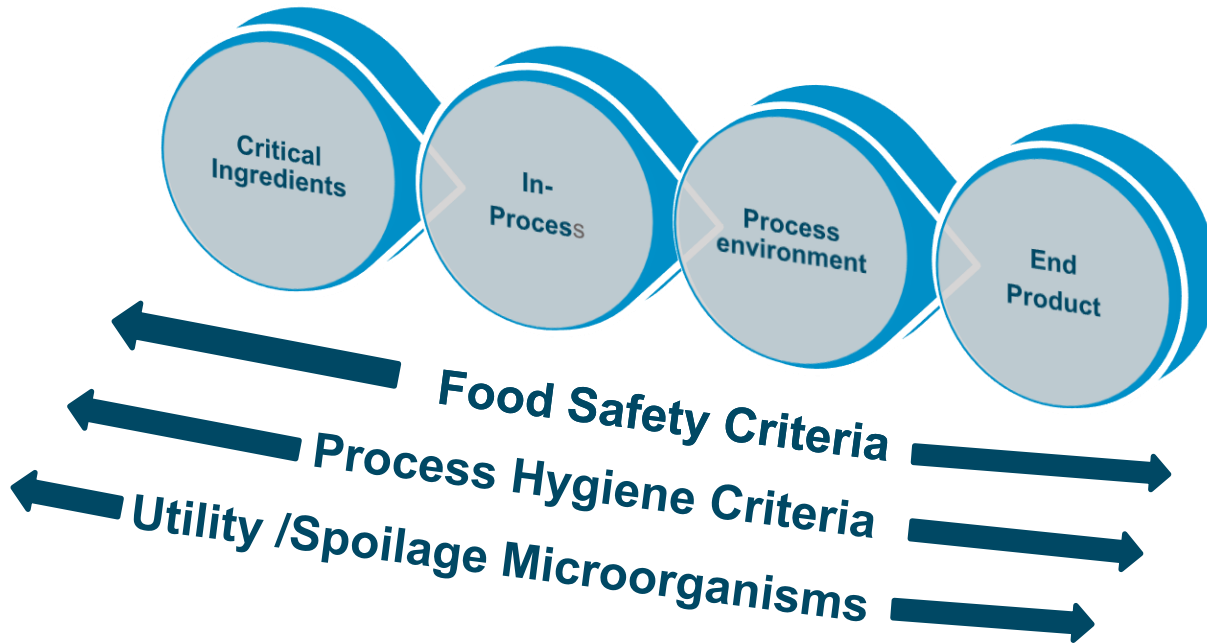 Critical
Ingredients
In-
Process
Process
environment
End
Product
Food Safety Criteria
Process Hygiene Criteria
Utility /Spoilage Microorganisms